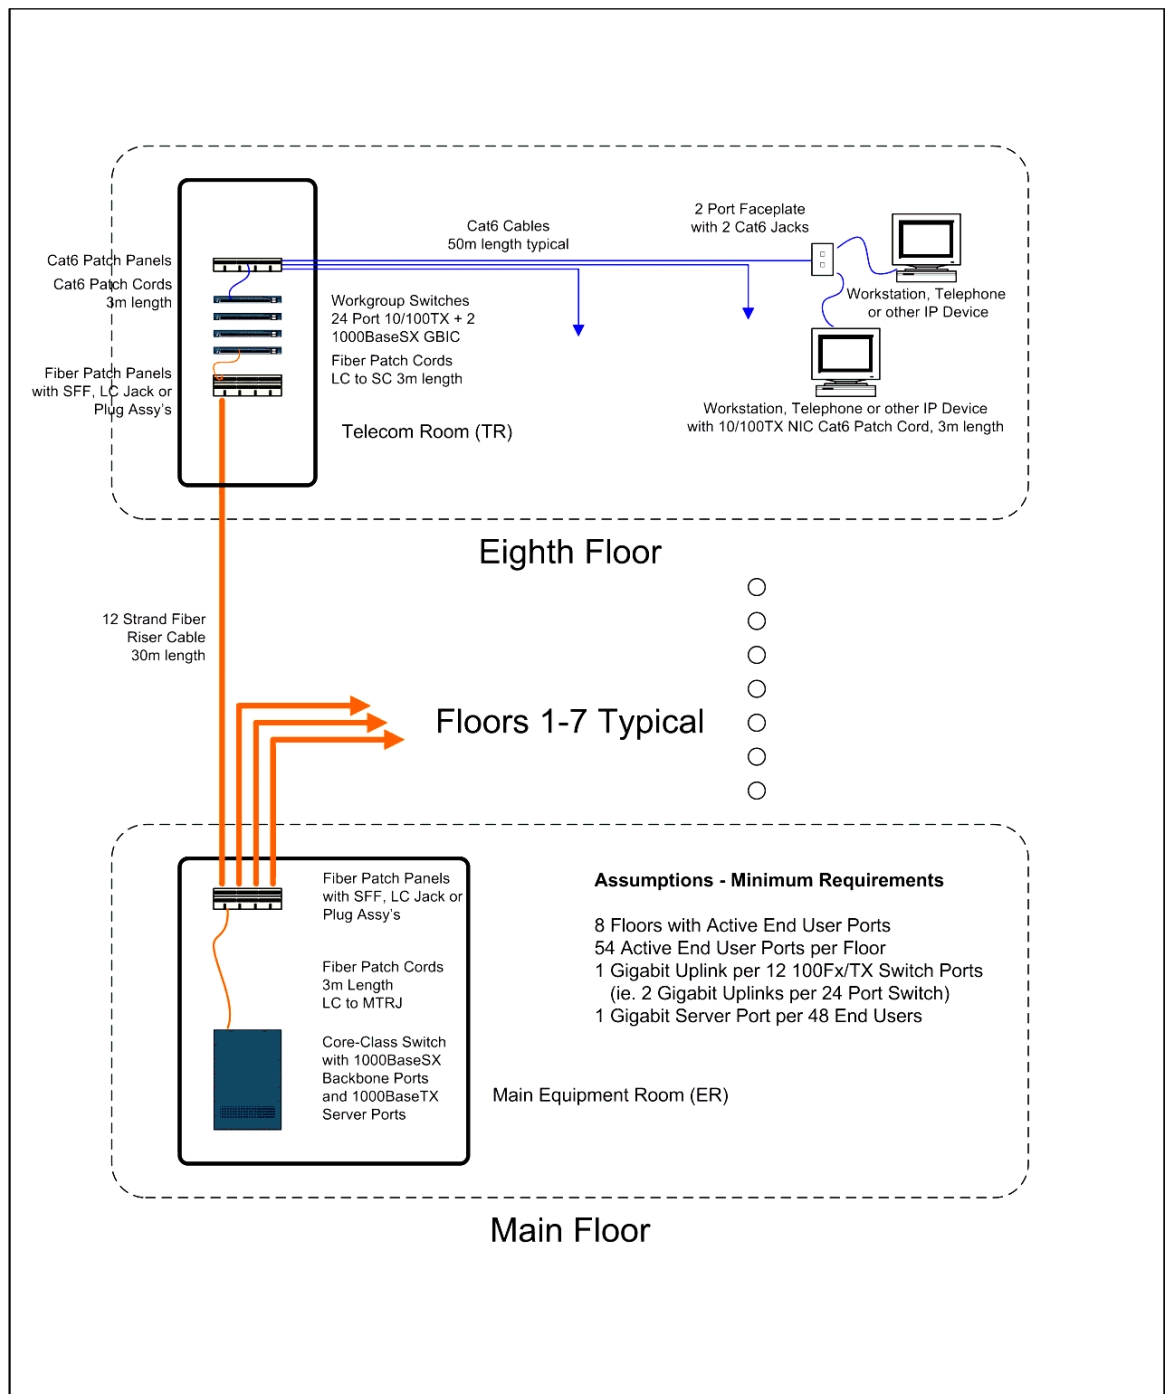 2 Port Faceplate
with 2 Cat6 Jacks
Cat6 Cables
50m length typical
Cat6 Patch Panels
Cat6 Patch Cords
3m length
Workgroup Switches
24 Port 10/100TX + 2
1000BaseSX GBIC
Workstation, Telephone
or other IP Device
Fiber Patch Cords
LC to SC 3m length
Fiber Patch Panels
with SFF, LC Jack or
Plug Assy's
Workstation, Telephone or other IP Device
with 10/100TX NIC Cat6 Patch Cord, 3m length
Telecom Room (TR)
Eighth Floor
12 Strand Fiber
Riser Cable
30m length
Floors 1-7 Typical
Fiber Patch Panels
with SFF, LC Jack or
Plug Assy's
Fiber Patch Cords
3m Length
LC to MTRJ
Core-Class Switch
with 1000BaseSX
Backbone Ports
and 1000BaseTX
Server Ports
Assumptions - Minimum Requirements
8 Floors with Active End User Ports
54 Active End User Ports per Floor
1 Gigabit Uplink per 12 100Fx/TX Switch Ports
(ie. 2 Gigabit Uplinks per 24 Port Switch)
1 Gigabit Server Port per 48 End Users
Main Equipment Room (ER)
Main Floor